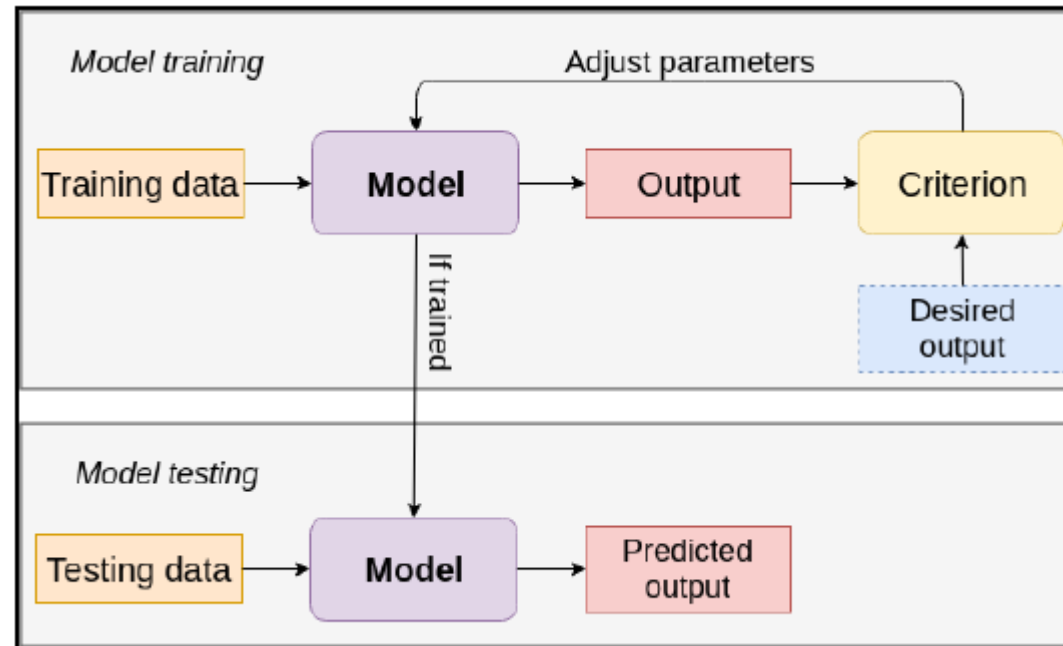 Model training
Adjust parameters
Training data
Model
Output
Criterion
If trained
Desired
output
Model testing
Testing data
Model
Predicted
output